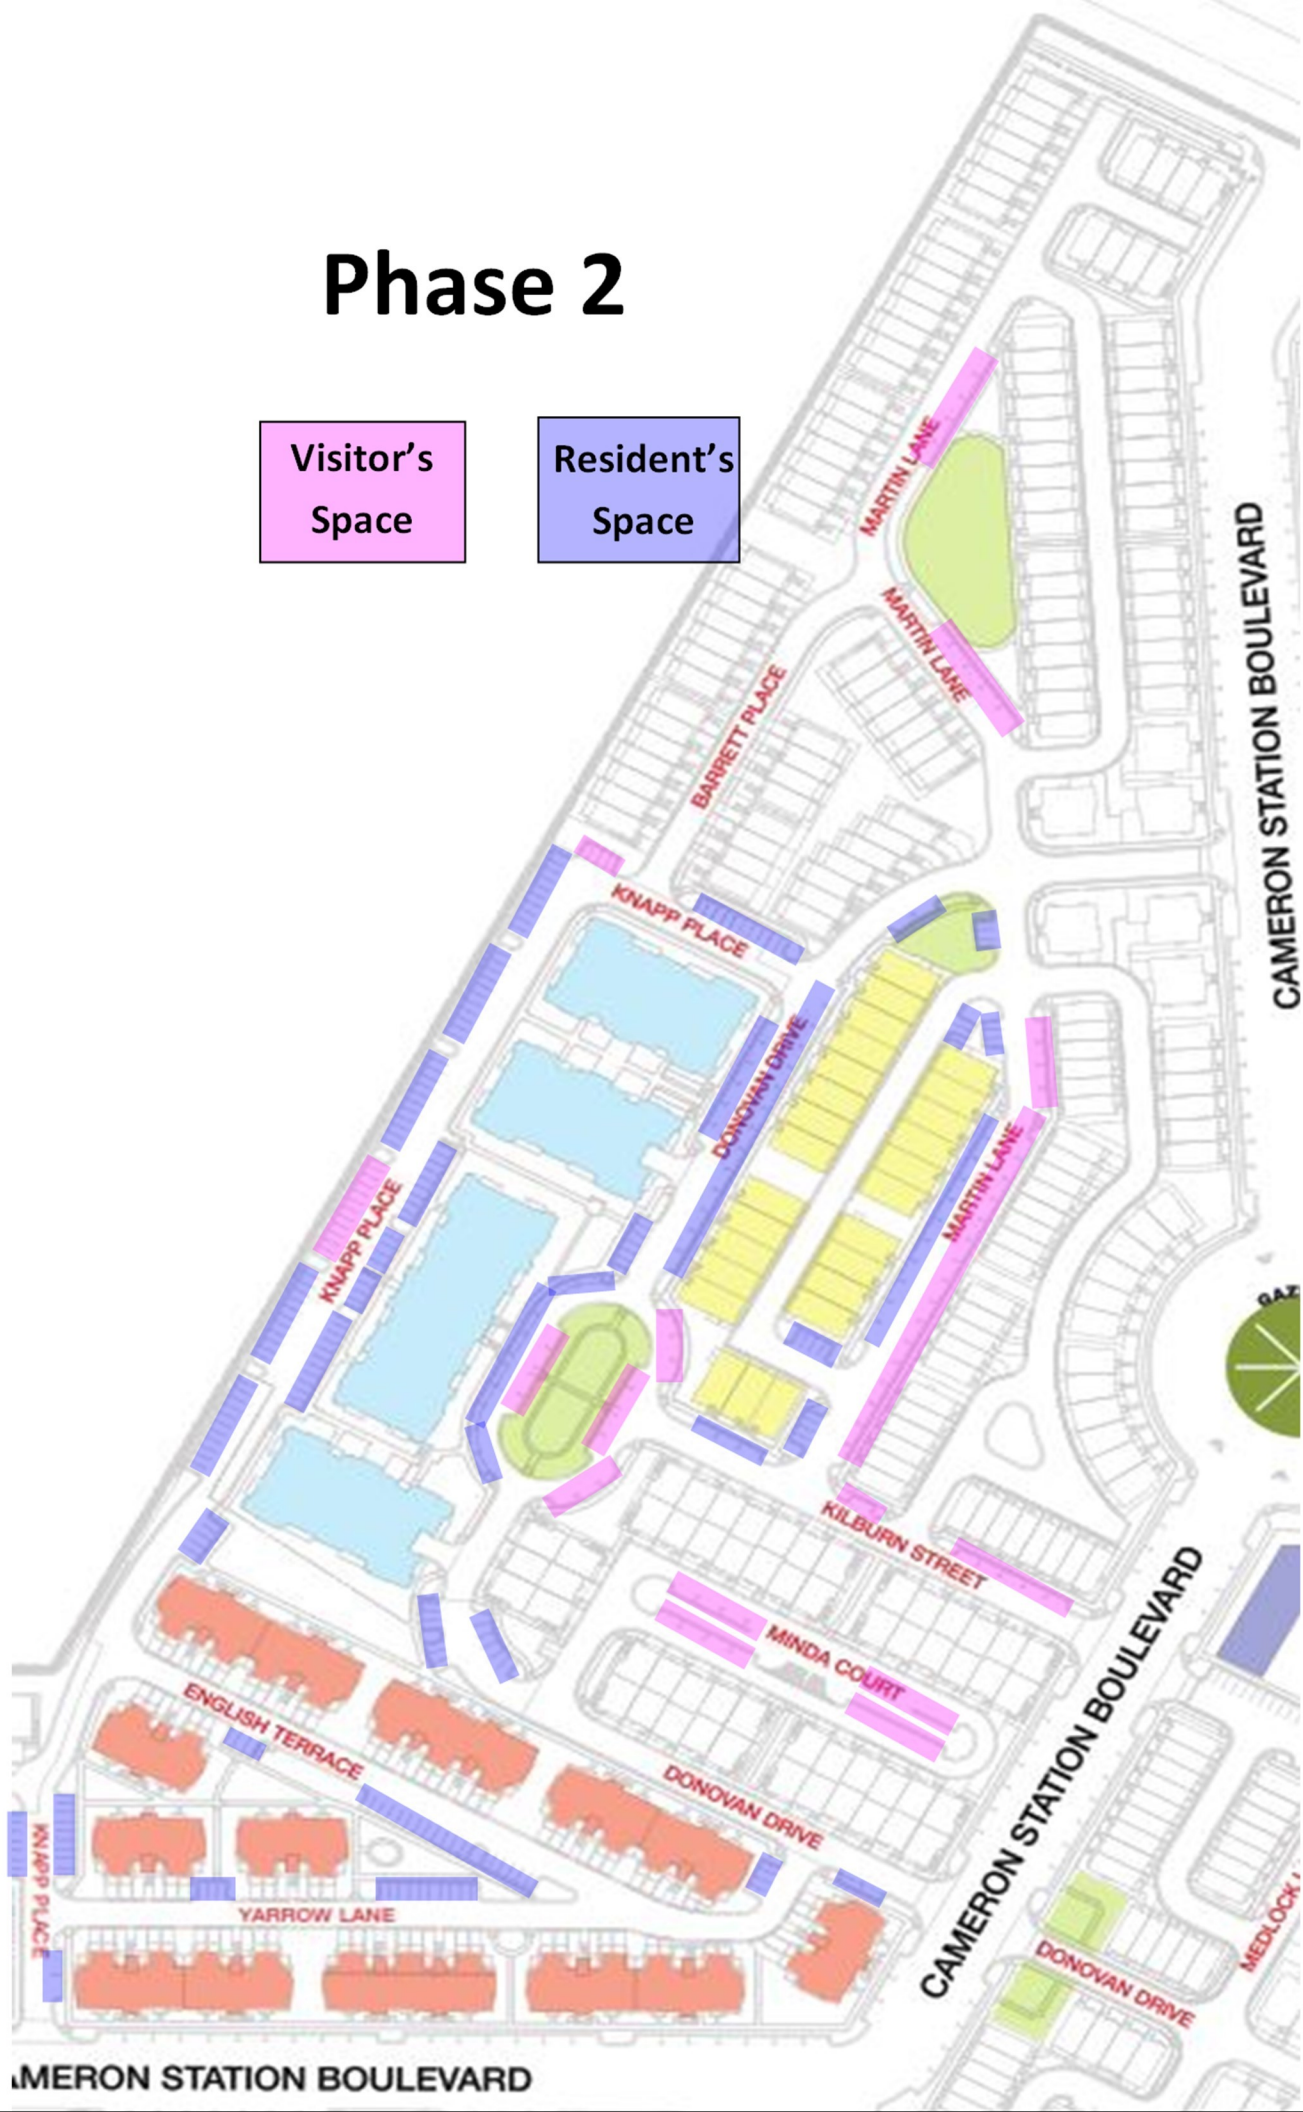 Phase 2
Visitor's
Space
Resident's
Space
MARTIN LANE
MARTIN LANE
CAMERON STATION BOULEVARD
BARRETT PLACE
KNAPP PLACE
DONOVAN DRIVE
MARTIN LANE
KNAPP PLACE
GAZ
KILBURN STREET
MINDA COURT
CAMERON STATION BOULEVARD
ENGLISH TERRACE
DONOVAN DRIVE
KNAPP PLACE
YARROW LANE
MEDLOCK L
DONOVAN DRIVE
AMERON STATION BOULEVARD